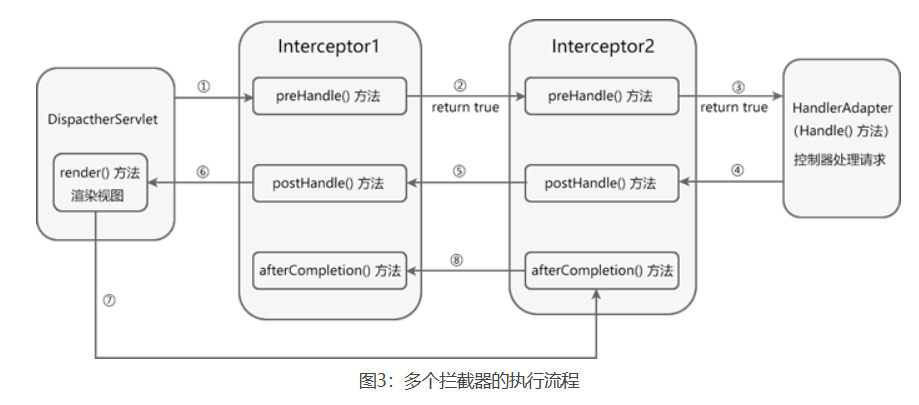 Interceptor1
Interceptor2
DispactherServlet
①
preHandle() 方法
②
return true
preHandle() 方法
③
return true
HandlerAdapter
(Handle() 方法)
控制器处理请求
render() 方法
渲染视图
⑥
postHandle() 方法
⑤
postHandle() 方法
④
afterCompletion() 方法
⑧
afterCompletion() 方法
⑦
图3：多个拦截器的执行流程